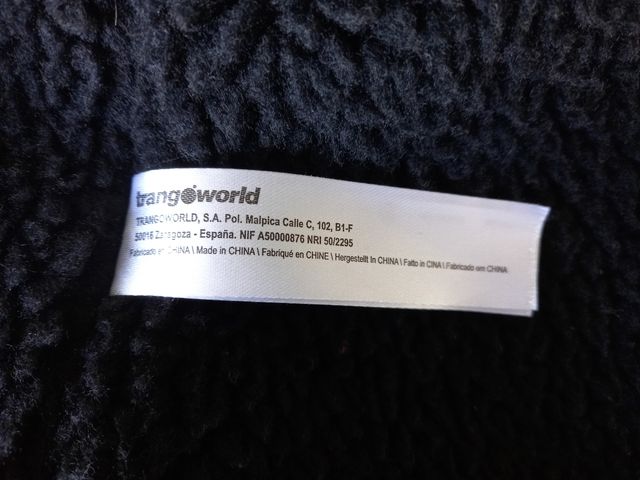 trangoworld
TRANGOWORLD, S.A. Pol. Malpica Calle C, 102, B1-F
50016 Zaragoza - España. NIF A50000876 NRI 50/2295
Fabricado en CHINA \ Made in CHINA \ Fabriqué en CHINE \ Hergestellt In CHINA \ Fatto in CINA \ Fabricado em CHINA